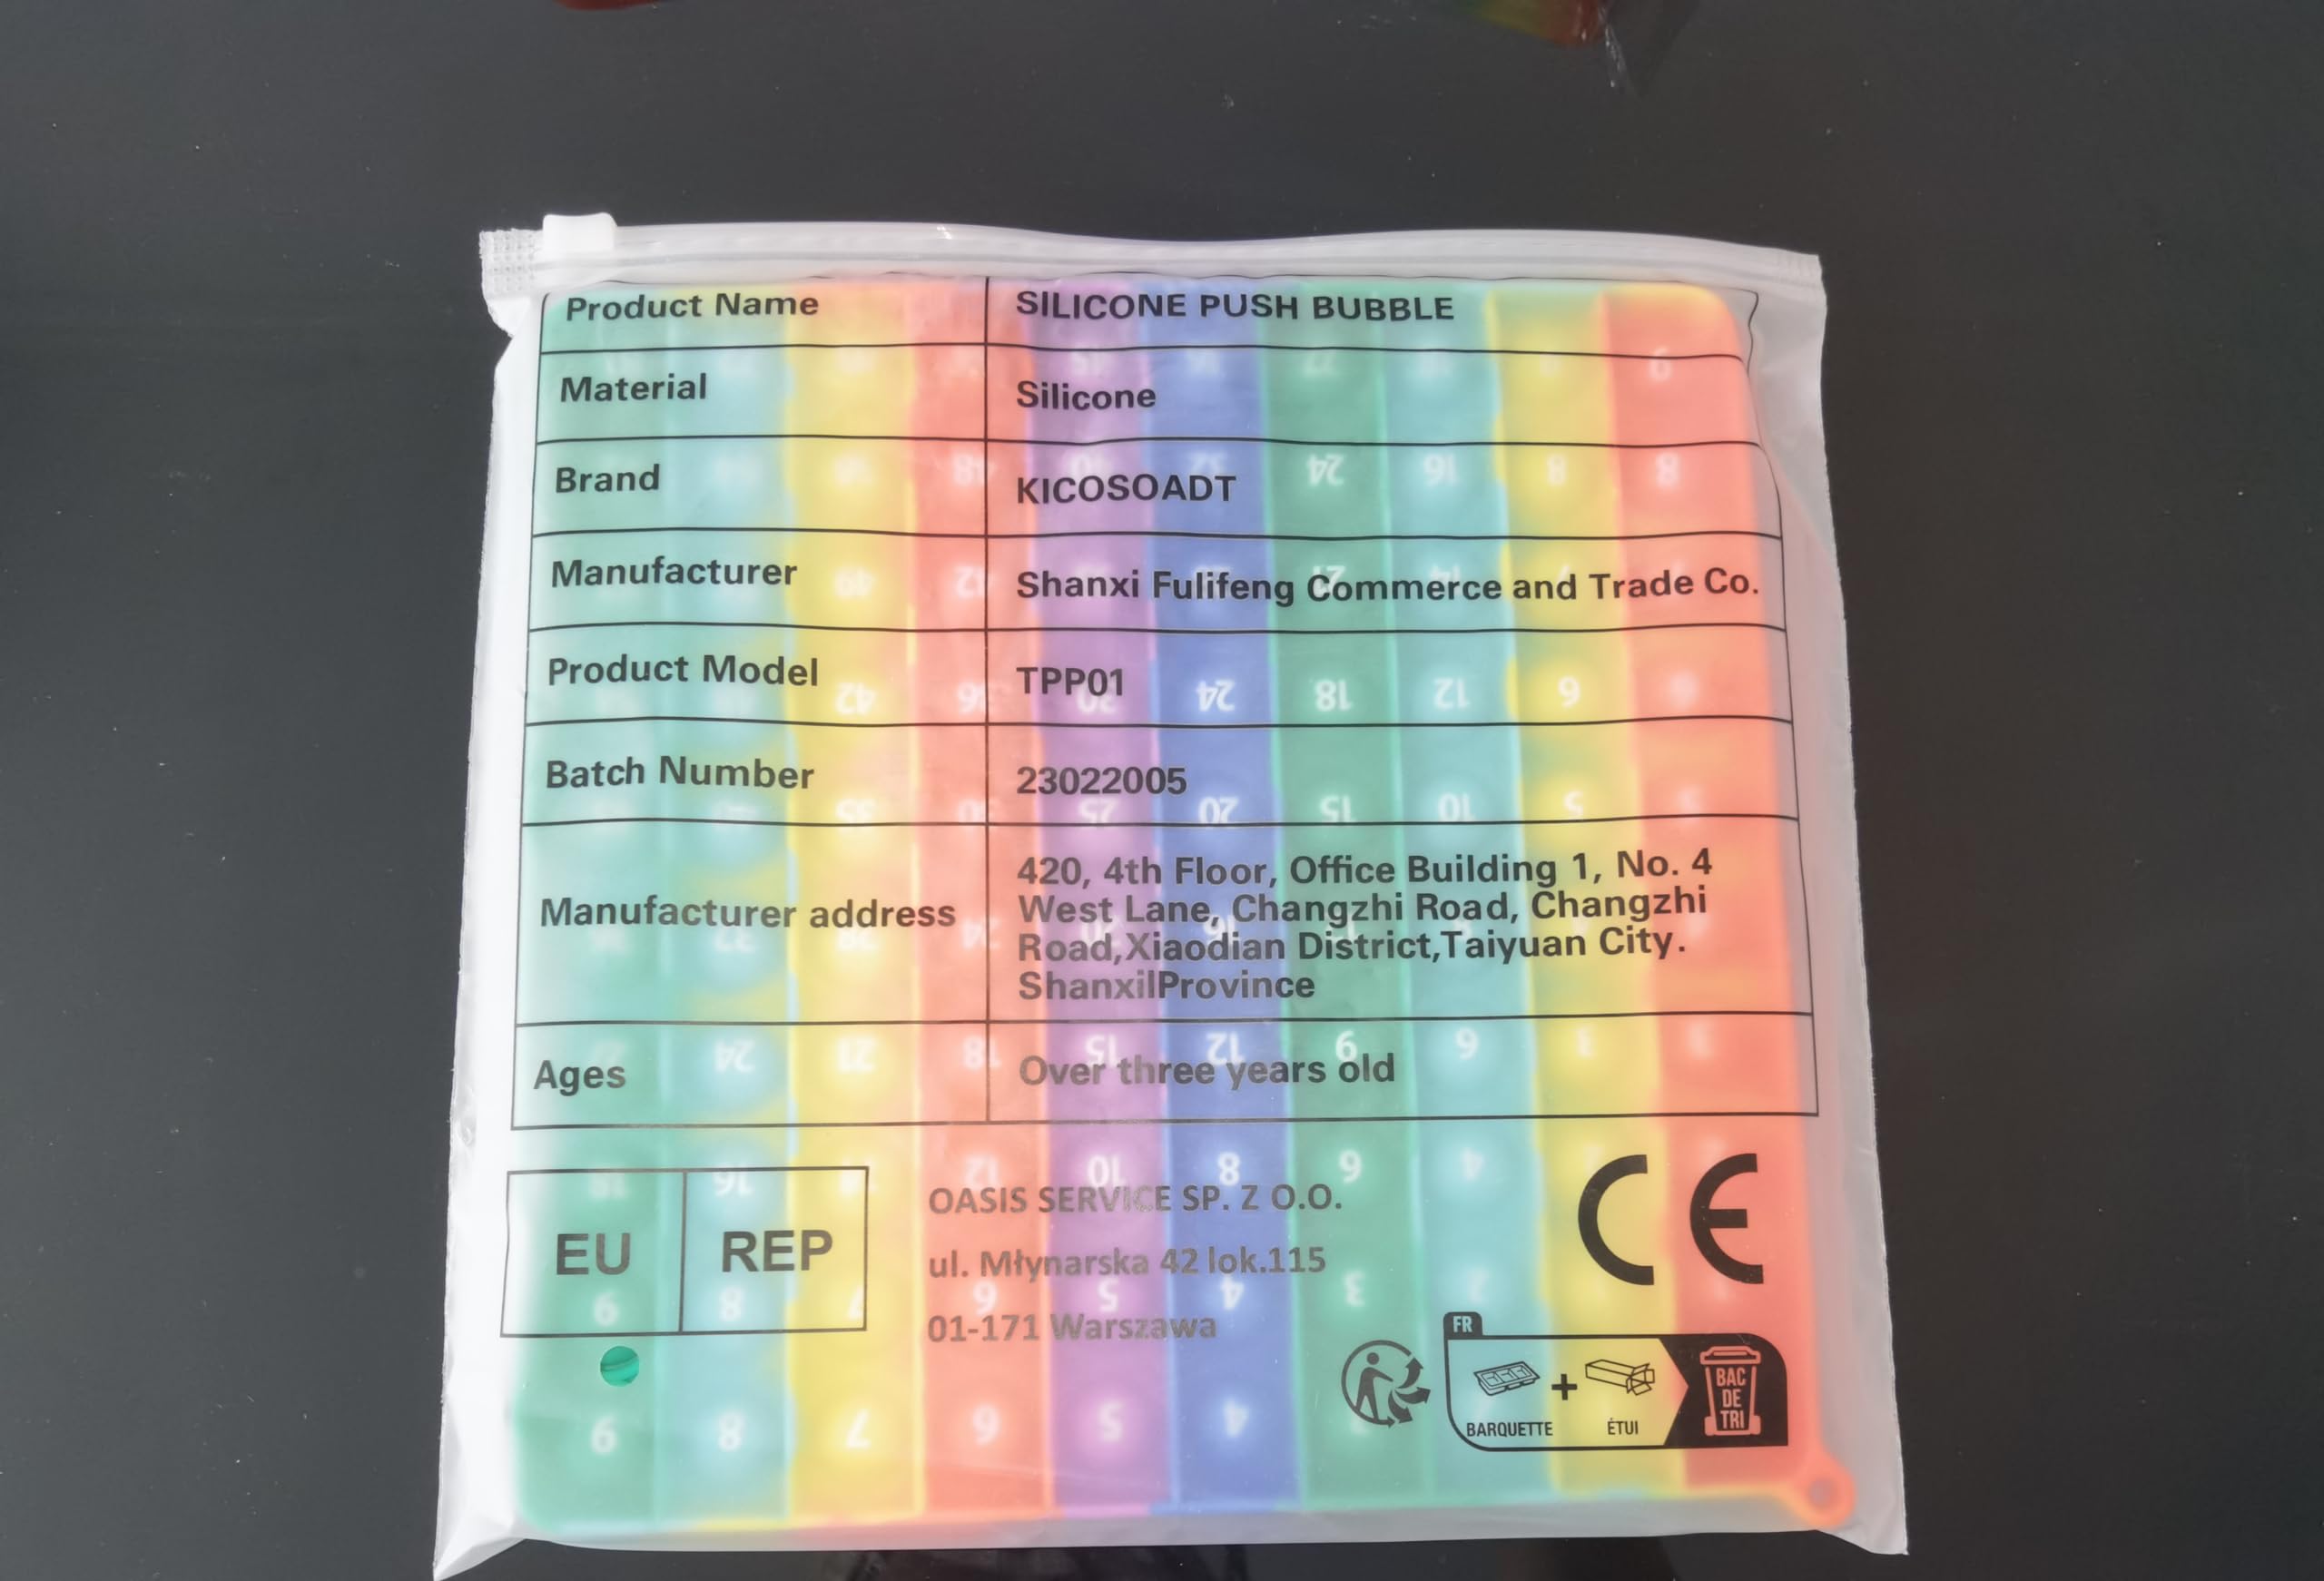 Product Name SILICONE PUSH BUBBLE
Material Silicone
Brand KICOSOADT
Manufacturer Shanxi Fulifeng Commerce and Trade Co.
Product Model TPP01
Batch Number 23022005
Manufacturer address
420, 4th Floor, Office Building 1, No. 4
West Lane, Changzhi Road, Changzhi
Road,Xiaodian District,Taiyuan City.
ShanxilProvince
Ages Over three years old
EU REP
OASIS SERVICE SP. Z O.O.
ul. Młynarska 42 lok.115
01-171 Warszawa
CE
FR
BARQUETTE + ÉTUI
BAC
DE
TRI